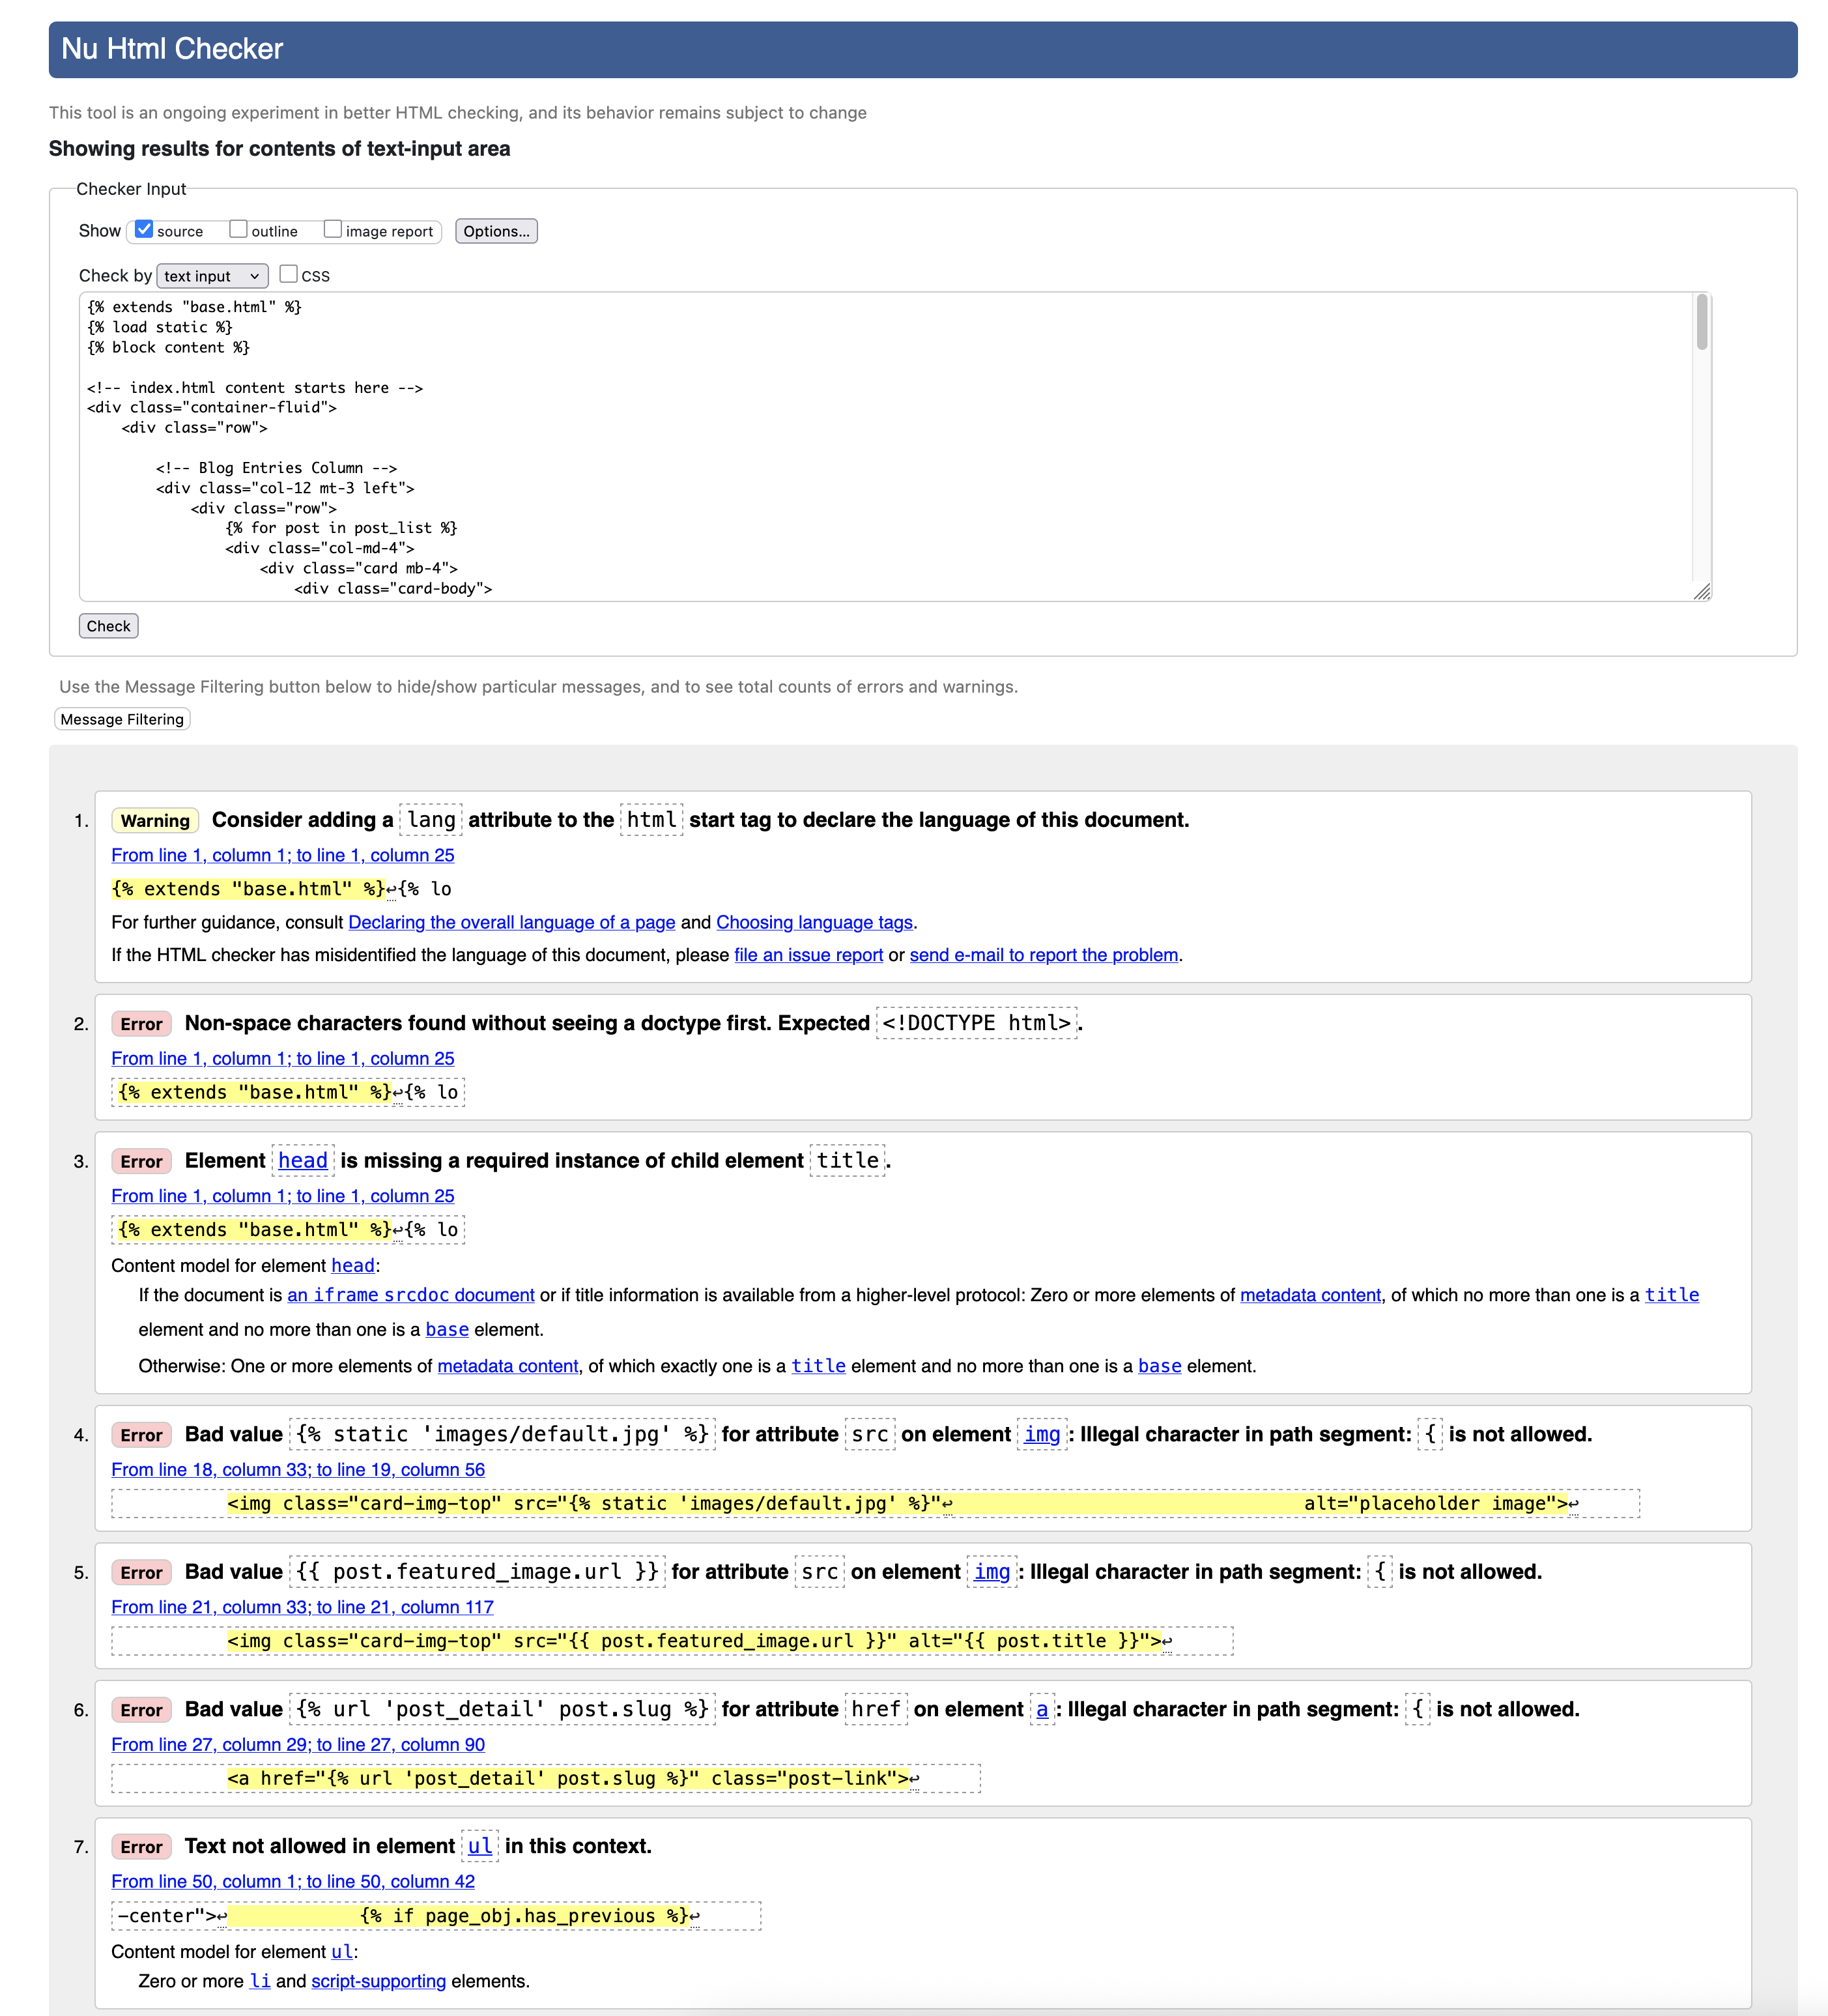 Nu Html Checker
This tool is an ongoing experiment in better HTML checking, and its behavior remains subject to change
Showing results for contents of text-input area
Checker Input
Show source outline image report Options...
Check by text input CSS
{% extends "base.html" %}
{% load static %}
{% block content %}
<!-- index.html content starts here -->
<div class="container-fluid">
<div class="row">
<!-- Blog Entries Column -->
<div class="col-12 mt-3 left">
<div class="row">
{% for post in post_list %}
<div class="col-md-4">
<div class="card mb-4">
<div class="card-body">
Check
Use the Message Filtering button below to hide/show particular messages, and to see total counts of errors and warnings.
Message Filtering
1. Warning Consider adding a lang attribute to the html start tag to declare the language of this document.
From line 1, column 1; to line 1, column 25
{% extends "base.html" %}↩{% lo
For further guidance, consult Declaring the overall language of a page and Choosing language tags.
If the HTML checker has misidentified the language of this document, please file an issue report or send e-mail to report the problem.
2. Error Non-space characters found without seeing a doctype first. Expected <!DOCTYPE html>.
From line 1, column 1; to line 1, column 25
{% extends "base.html" %}↩{% lo
3. Error Element head is missing a required instance of child element title.
From line 1, column 1; to line 1, column 25
{% extends "base.html" %}↩{% lo
Content model for element head:
If the document is an iframe srcdoc document or if title information is available from a higher-level protocol: Zero or more elements of metadata content, of which no more than one is a title
element and no more than one is a base element.
Otherwise: One or more elements of metadata content, of which exactly one is a title element and no more than one is a base element.
4. Error Bad value {% static 'images/default.jpg' %} for attribute src on element img: Illegal character in path segment: { is not allowed.
From line 18, column 33; to line 19, column 56
<img class="card-img-top" src="{% static 'images/default.jpg' %}"↩ alt="placeholder image">↩
5. Error Bad value {{ post.featured_image.url }} for attribute src on element img: Illegal character in path segment: { is not allowed.
From line 21, column 33; to line 21, column 117
<img class="card-img-top" src="{{ post.featured_image.url }}" alt="{{ post.title }}">↩
6. Error Bad value {% url 'post_detail' post.slug %} for attribute href on element a: Illegal character in path segment: { is not allowed.
From line 27, column 29; to line 27, column 90
<a href="{% url 'post_detail' post.slug %}" class="post-link">↩
7. Error Text not allowed in element ul in this context.
From line 50, column 1; to line 50, column 42
-center">↩ {% if page_obj.has_previous %}↩
Content model for element ul:
Zero or more li and script-supporting elements.